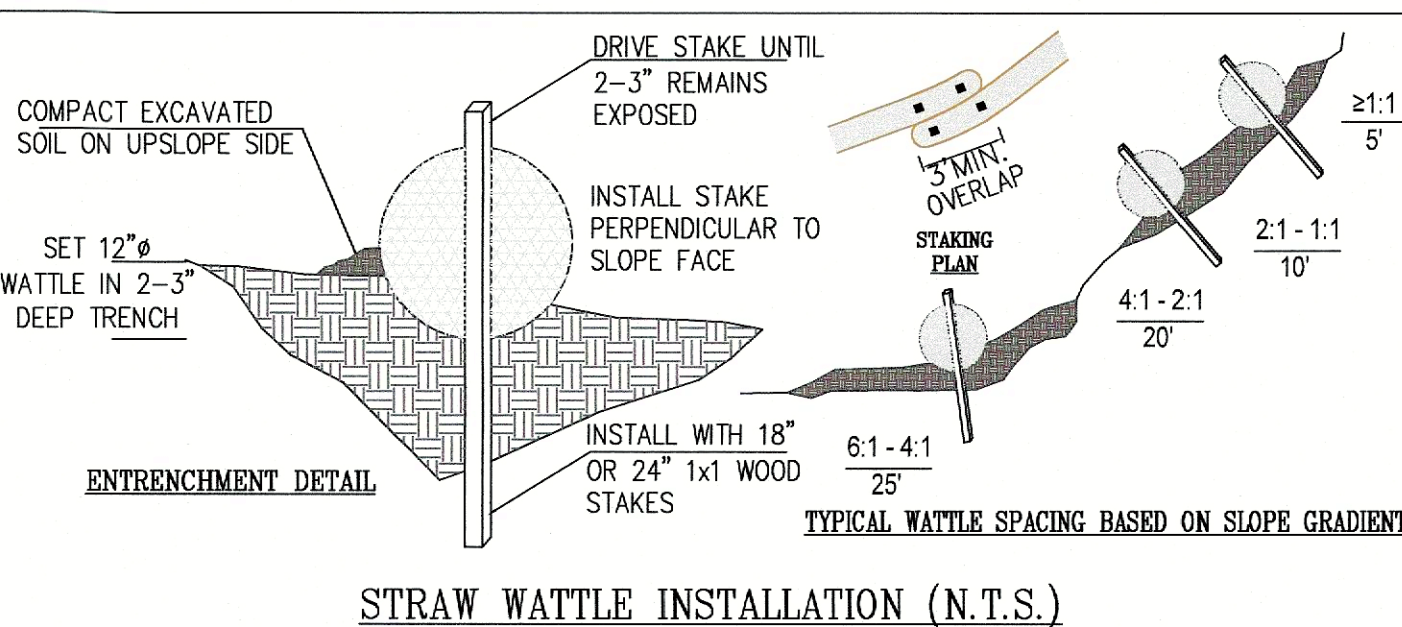 COMPACT EXCAVATED
SOIL ON UPSLOPE SIDE
SET 12"ø
WATTLE IN 2-3"
DEEP TRENCH
ENTRENCHMENT DETAIL
DRIVE STAKE UNTIL
2-3" REMAINS
EXPOSED
INSTALL STAKE
PERPENDICULAR TO
SLOPE FACE
INSTALL WITH 18"
OR 24" 1x1 WOOD
STAKES
3' MIN.
OVERLAP
STAKING
PLAN
≥1:1
5'
2:1 - 1:1
10'
4:1 - 2:1
20'
6:1 - 4:1
25'
TYPICAL WATTLE SPACING BASED ON SLOPE GRADIENT
STRAW WATTLE INSTALLATION (N.T.S.)